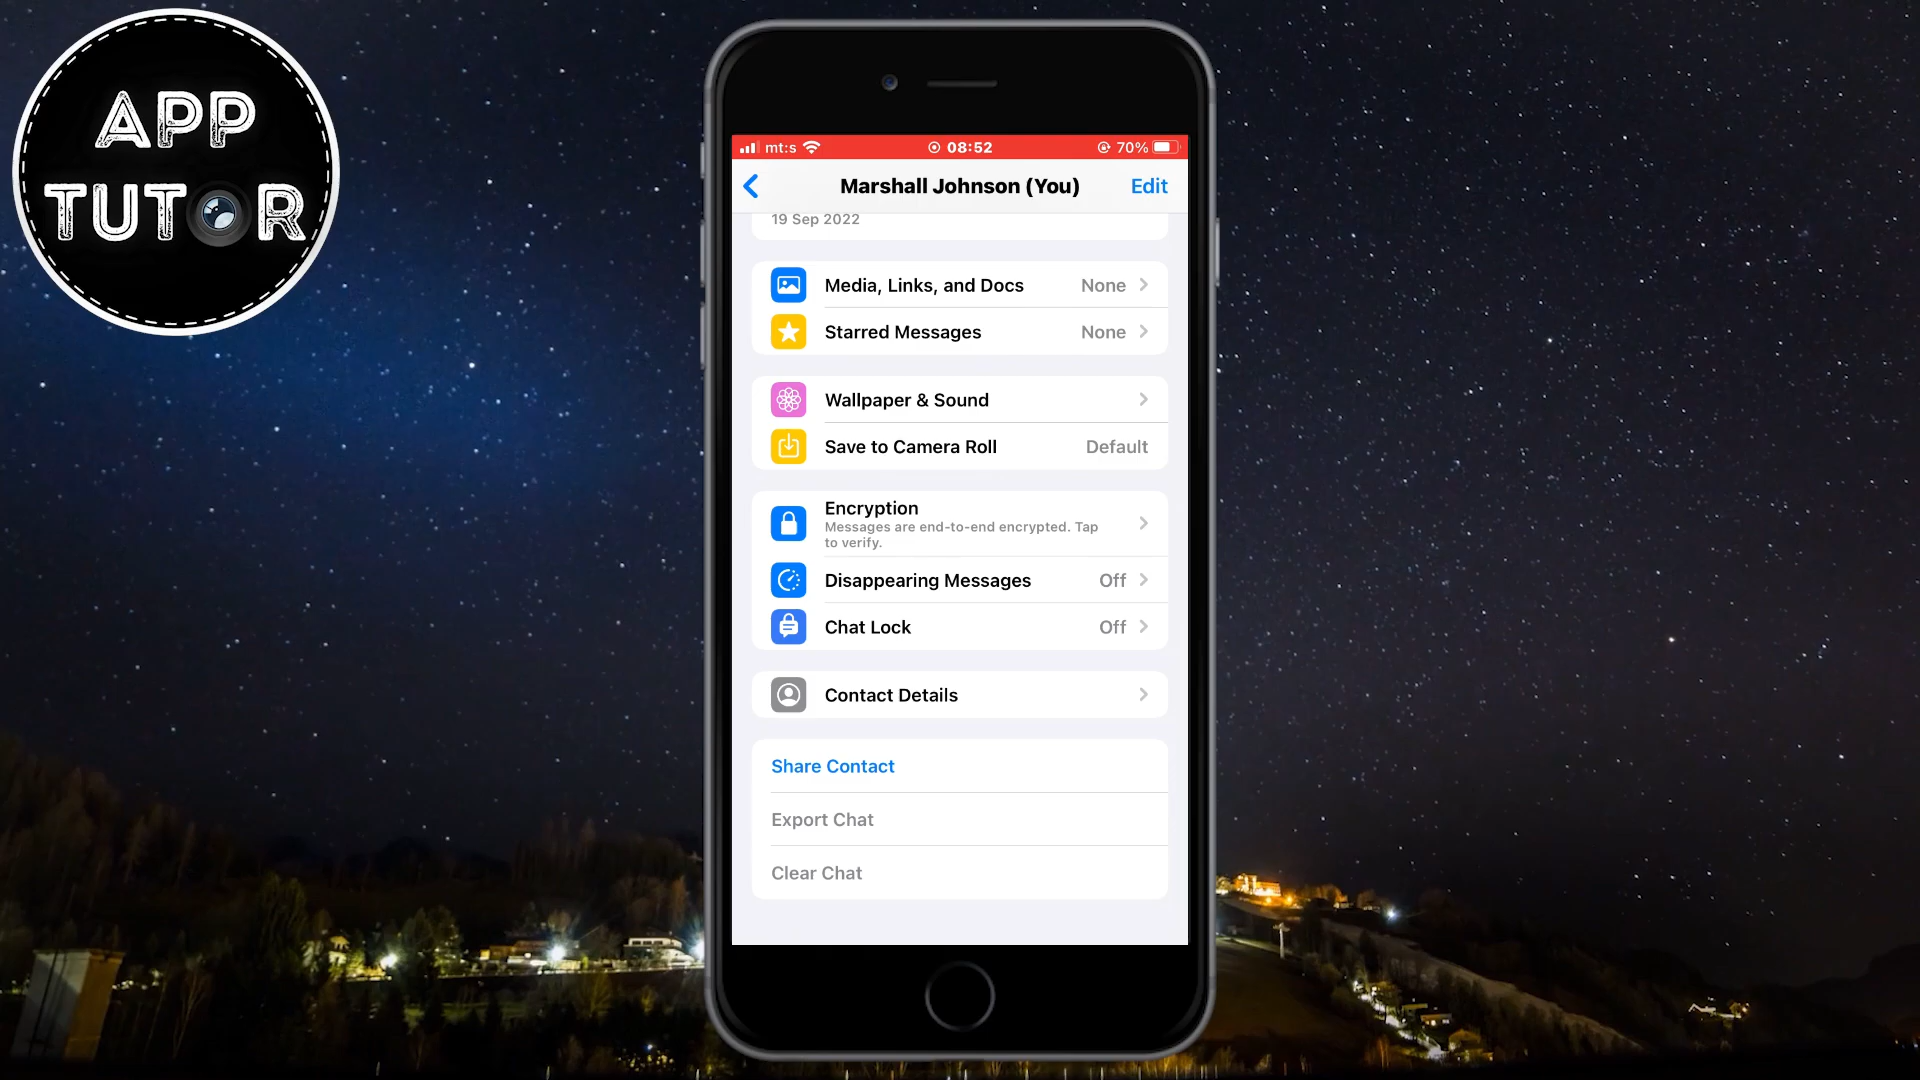 APP
TUTOR
mt:s
08:52
70%
Marshall Johnson (You)
Edit
19 Sep 2022
Media, Links, and Docs None
Starred Messages None
Wallpaper & Sound
Save to Camera Roll Default
Encryption
Messages are end-to-end encrypted. Tap
to verify.
Disappearing Messages Off
Chat Lock Off
Contact Details
Share Contact
Export Chat
Clear Chat